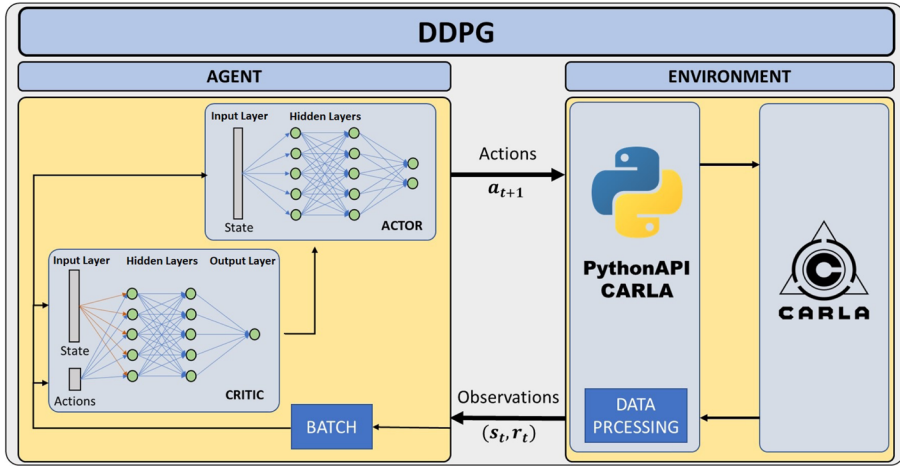 DDPG
AGENT
ENVIRONMENT
Input Layer Hidden Layers
State
ACTOR
Input Layer Hidden Layers Output Layer
State
Actions
CRITIC
BATCH
Actions
a_{t+1}
Observations
(s_t, r_t)
PythonAPI
CARLA
DATA
PRCESSING
C
CARLA